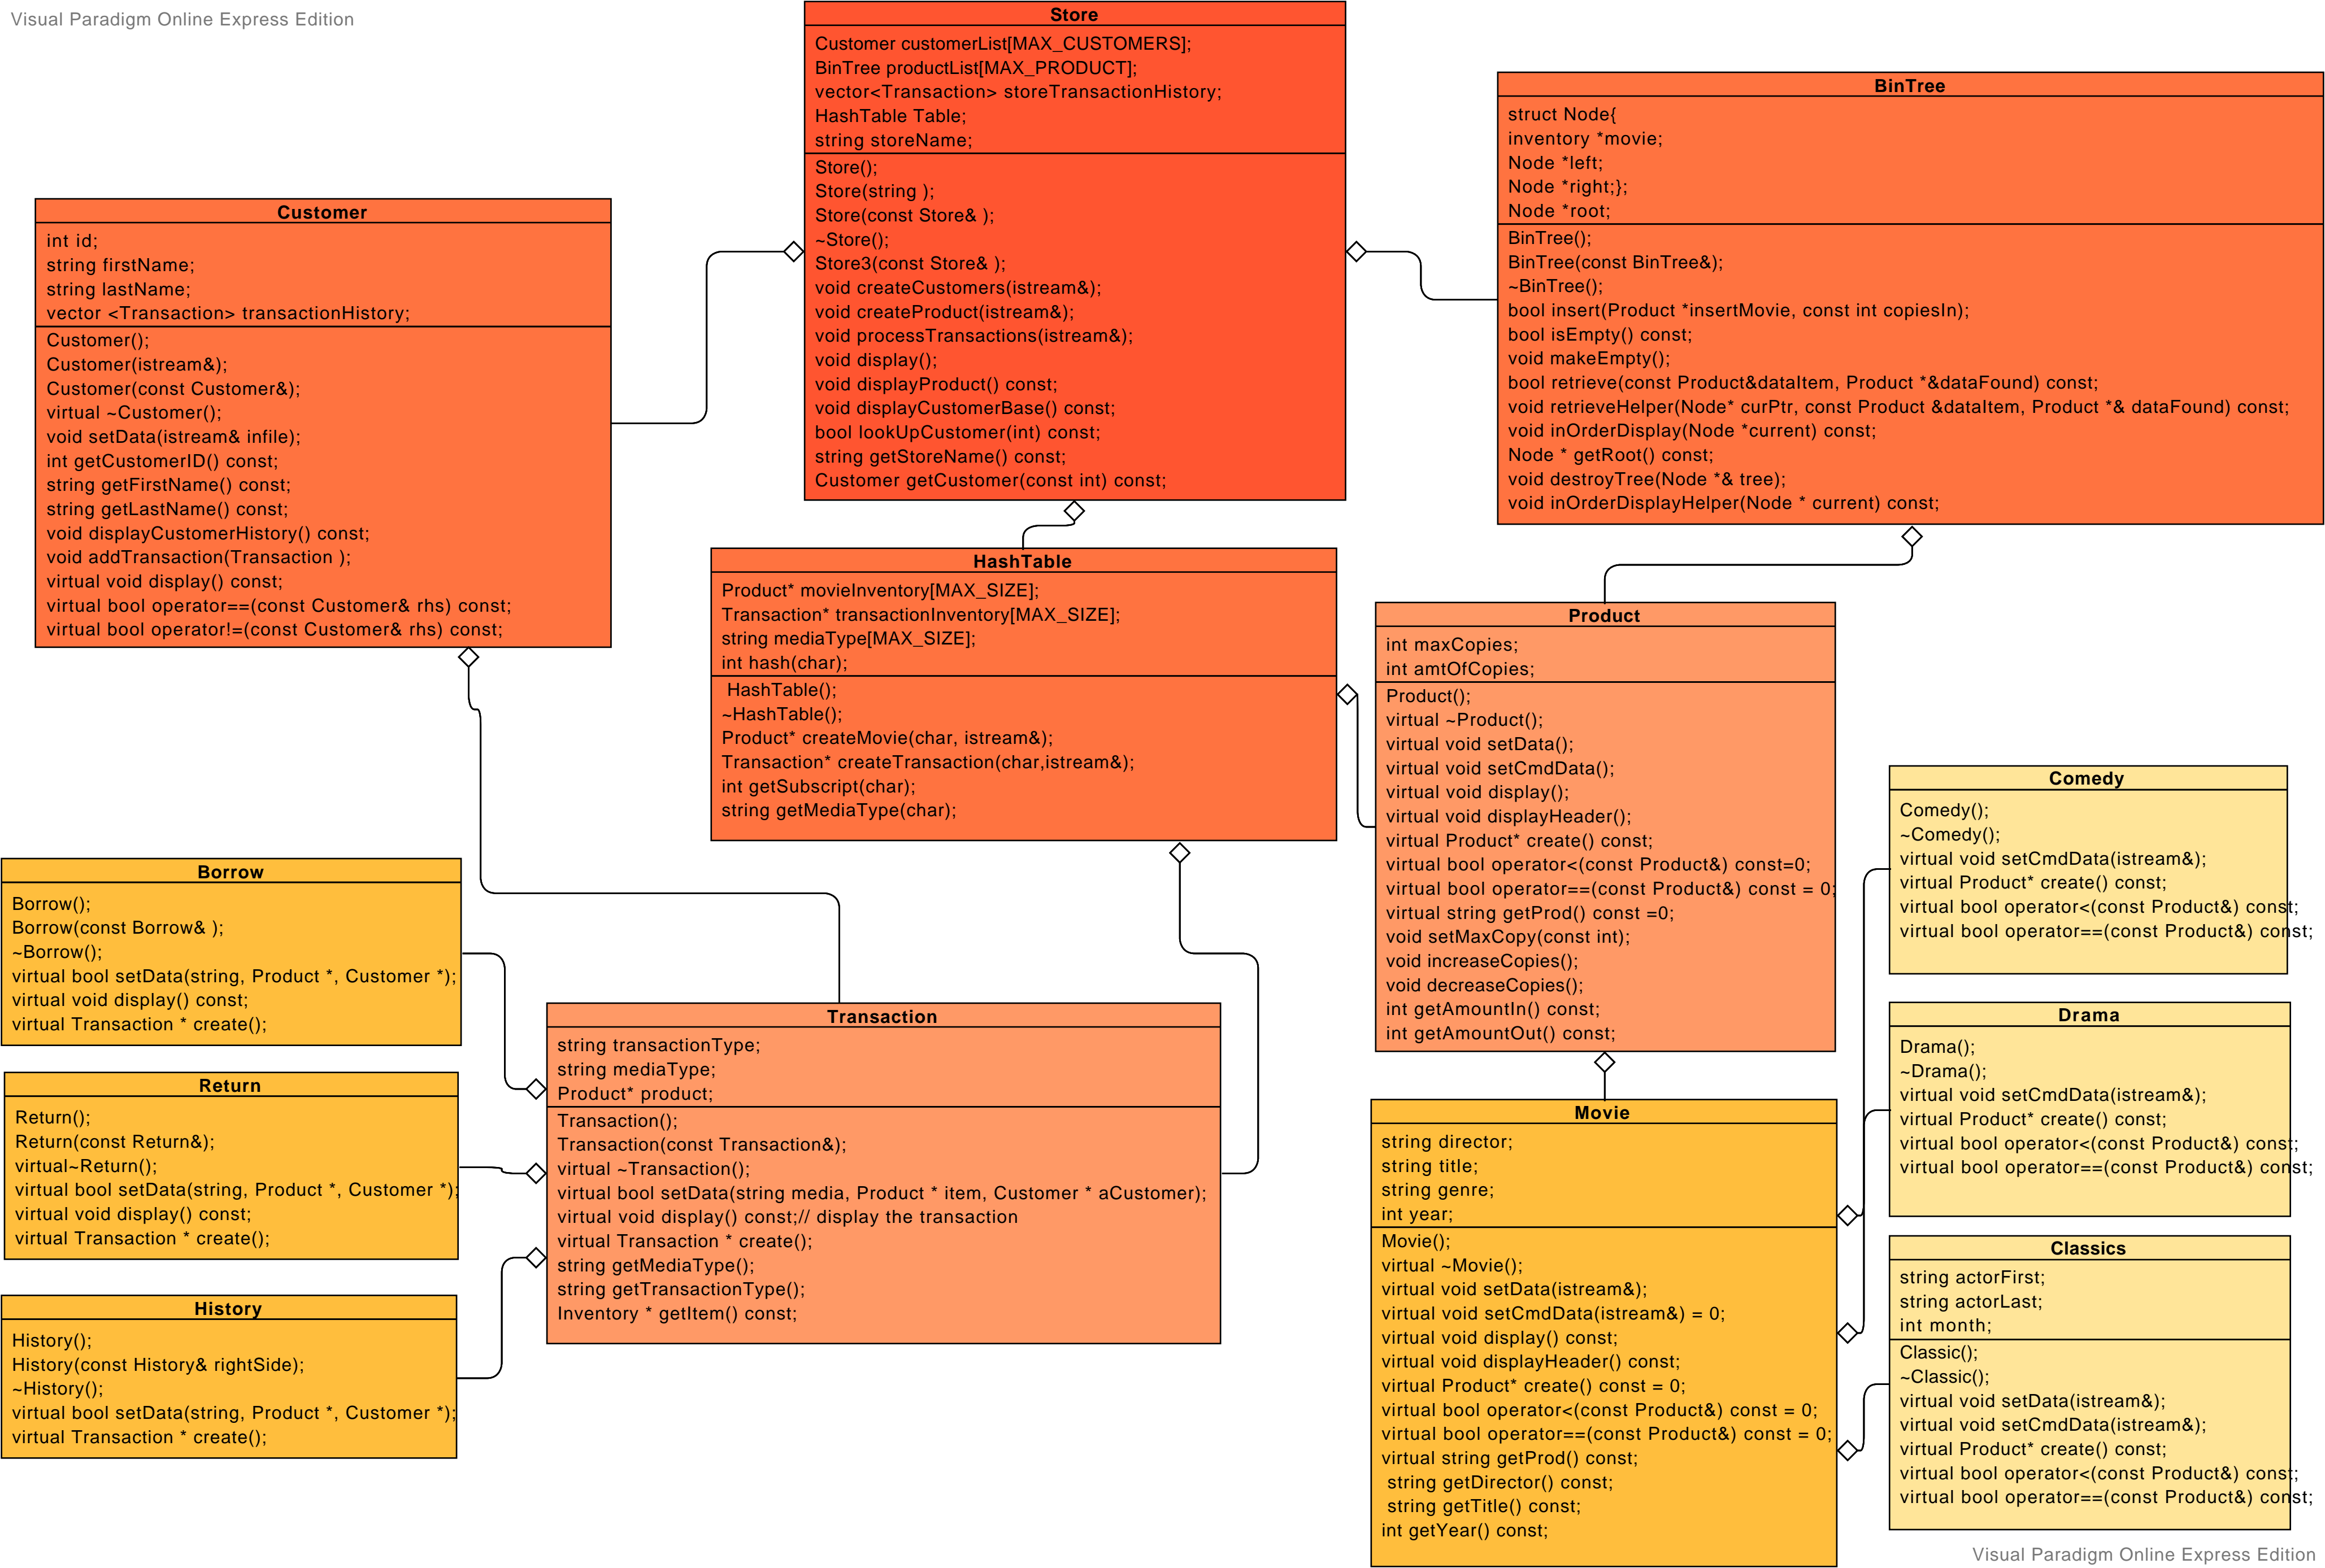 Visual Paradigm Online Express Edition
Store
Customer customerList[MAX_CUSTOMERS];
BinTree productList[MAX_PRODUCT];
vector<Transaction> storeTransactionHistory;
HashTable Table;
string storeName;
Store();
Store(string );
Store(const Store& );
~Store();
Store3(const Store& );
void createCustomers(istream&);
void createProduct(istream&);
void processTransactions(istream&);
void display();
void displayProduct() const;
void displayCustomerBase() const;
bool lookUpCustomer(int) const;
string getStoreName() const;
Customer getCustomer(const int) const;
BinTree
struct Node{
inventory *movie;
Node *left;
Node *right;};
Node *root;
BinTree();
BinTree(const BinTree&);
~BinTree();
bool insert(Product *insertMovie, const int copiesIn);
bool isEmpty() const;
void makeEmpty();
bool retrieve(const Product&dataItem, Product *&dataFound) const;
void retrieveHelper(Node* curPtr, const Product &dataItem, Product *& dataFound) const;
void inOrderDisplay(Node *current) const;
Node * getRoot() const;
void destroyTree(Node *& tree);
void inOrderDisplayHelper(Node * current) const;
Customer
int id;
string firstName;
string lastName;
vector <Transaction> transactionHistory;
Customer();
Customer(istream&);
Customer(const Customer&);
virtual ~Customer();
void setData(istream& infile);
int getCustomerID() const;
string getFirstName() const;
string getLastName() const;
void displayCustomerHistory() const;
void addTransaction(Transaction );
virtual void display() const;
virtual bool operator==(const Customer& rhs) const;
virtual bool operator!=(const Customer& rhs) const;
HashTable
Product* movieInventory[MAX_SIZE];
Transaction* transactionInventory[MAX_SIZE];
string mediaType[MAX_SIZE];
int hash(char);
HashTable();
~HashTable();
Product* createMovie(char, istream&);
Transaction* createTransaction(char,istream&);
int getSubscript(char);
string getMediaType(char);
Product
int maxCopies;
int amtOfCopies;
Product();
virtual ~Product();
virtual void setData();
virtual void setCmdData();
virtual void display();
virtual void displayHeader();
virtual Product* create() const;
virtual bool operator<(const Product&) const=0;
virtual bool operator==(const Product&) const = 0;
virtual string getProd() const =0;
void setMaxCopy(const int);
void increaseCopies();
void decreaseCopies();
int getAmountIn() const;
int getAmountOut() const;
Comedy
Comedy();
~Comedy();
virtual void setCmdData(istream&);
virtual Product* create() const;
virtual bool operator<(const Product&) const;
virtual bool operator==(const Product&) const;
Borrow
Borrow();
Borrow(const Borrow& );
~Borrow();
virtual bool setData(string, Product *, Customer *);
virtual void display() const;
virtual Transaction * create();
Transaction
string transactionType;
string mediaType;
Product* product;
Transaction();
Transaction(const Transaction&);
virtual ~Transaction();
virtual bool setData(string media, Product * item, Customer * aCustomer);
virtual void display() const;// display the transaction
virtual Transaction * create();
string getMediaType();
string getTransactionType();
Inventory * getItem() const;
Drama
Drama();
~Drama();
virtual void setCmdData(istream&);
virtual Product* create() const;
virtual bool operator<(const Product&) const;
virtual bool operator==(const Product&) const;
Return
Return();
Return(const Return&);
virtual~Return();
virtual bool setData(string, Product *, Customer *);
virtual void display() const;
virtual Transaction * create();
Movie
string director;
string title;
string genre;
int year;
Movie();
virtual ~Movie();
virtual void setData(istream&);
virtual void setCmdData(istream&) = 0;
virtual void display() const;
virtual void displayHeader() const;
virtual Product* create() const = 0;
virtual bool operator<(const Product&) const = 0;
virtual bool operator==(const Product&) const = 0;
virtual string getProd() const;
string getDirector() const;
string getTitle() const;
int getYear() const;
Classics
string actorFirst;
string actorLast;
int month;
Classic();
~Classic();
virtual void setData(istream&);
virtual void setCmdData(istream&);
virtual Product* create() const;
virtual bool operator<(const Product&) const;
virtual bool operator==(const Product&) const;
History
History();
History(const History& rightSide);
~History();
virtual bool setData(string, Product *, Customer *);
virtual Transaction * create();
Visual Paradigm Online Express Edition